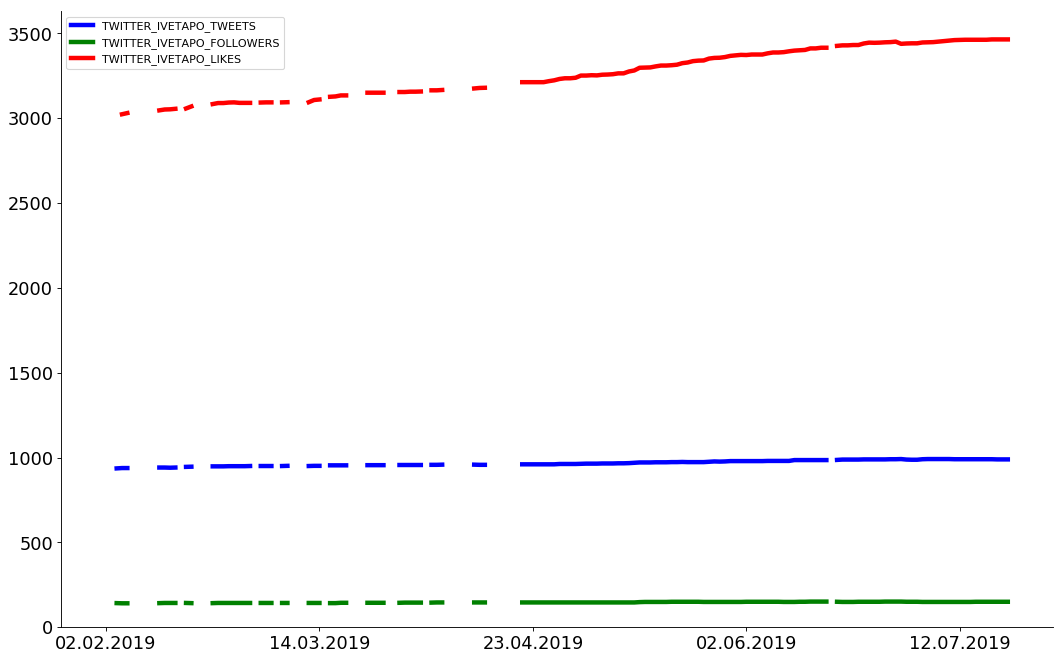 TWITTER_IVETAPO_TWEETS
TWITTER_IVETAPO_FOLLOWERS
TWITTER_IVETAPO_LIKES
3500
3000
2500
2000
1500
1000
500
0
02.02.2019 14.03.2019 23.04.2019 02.06.2019 12.07.2019